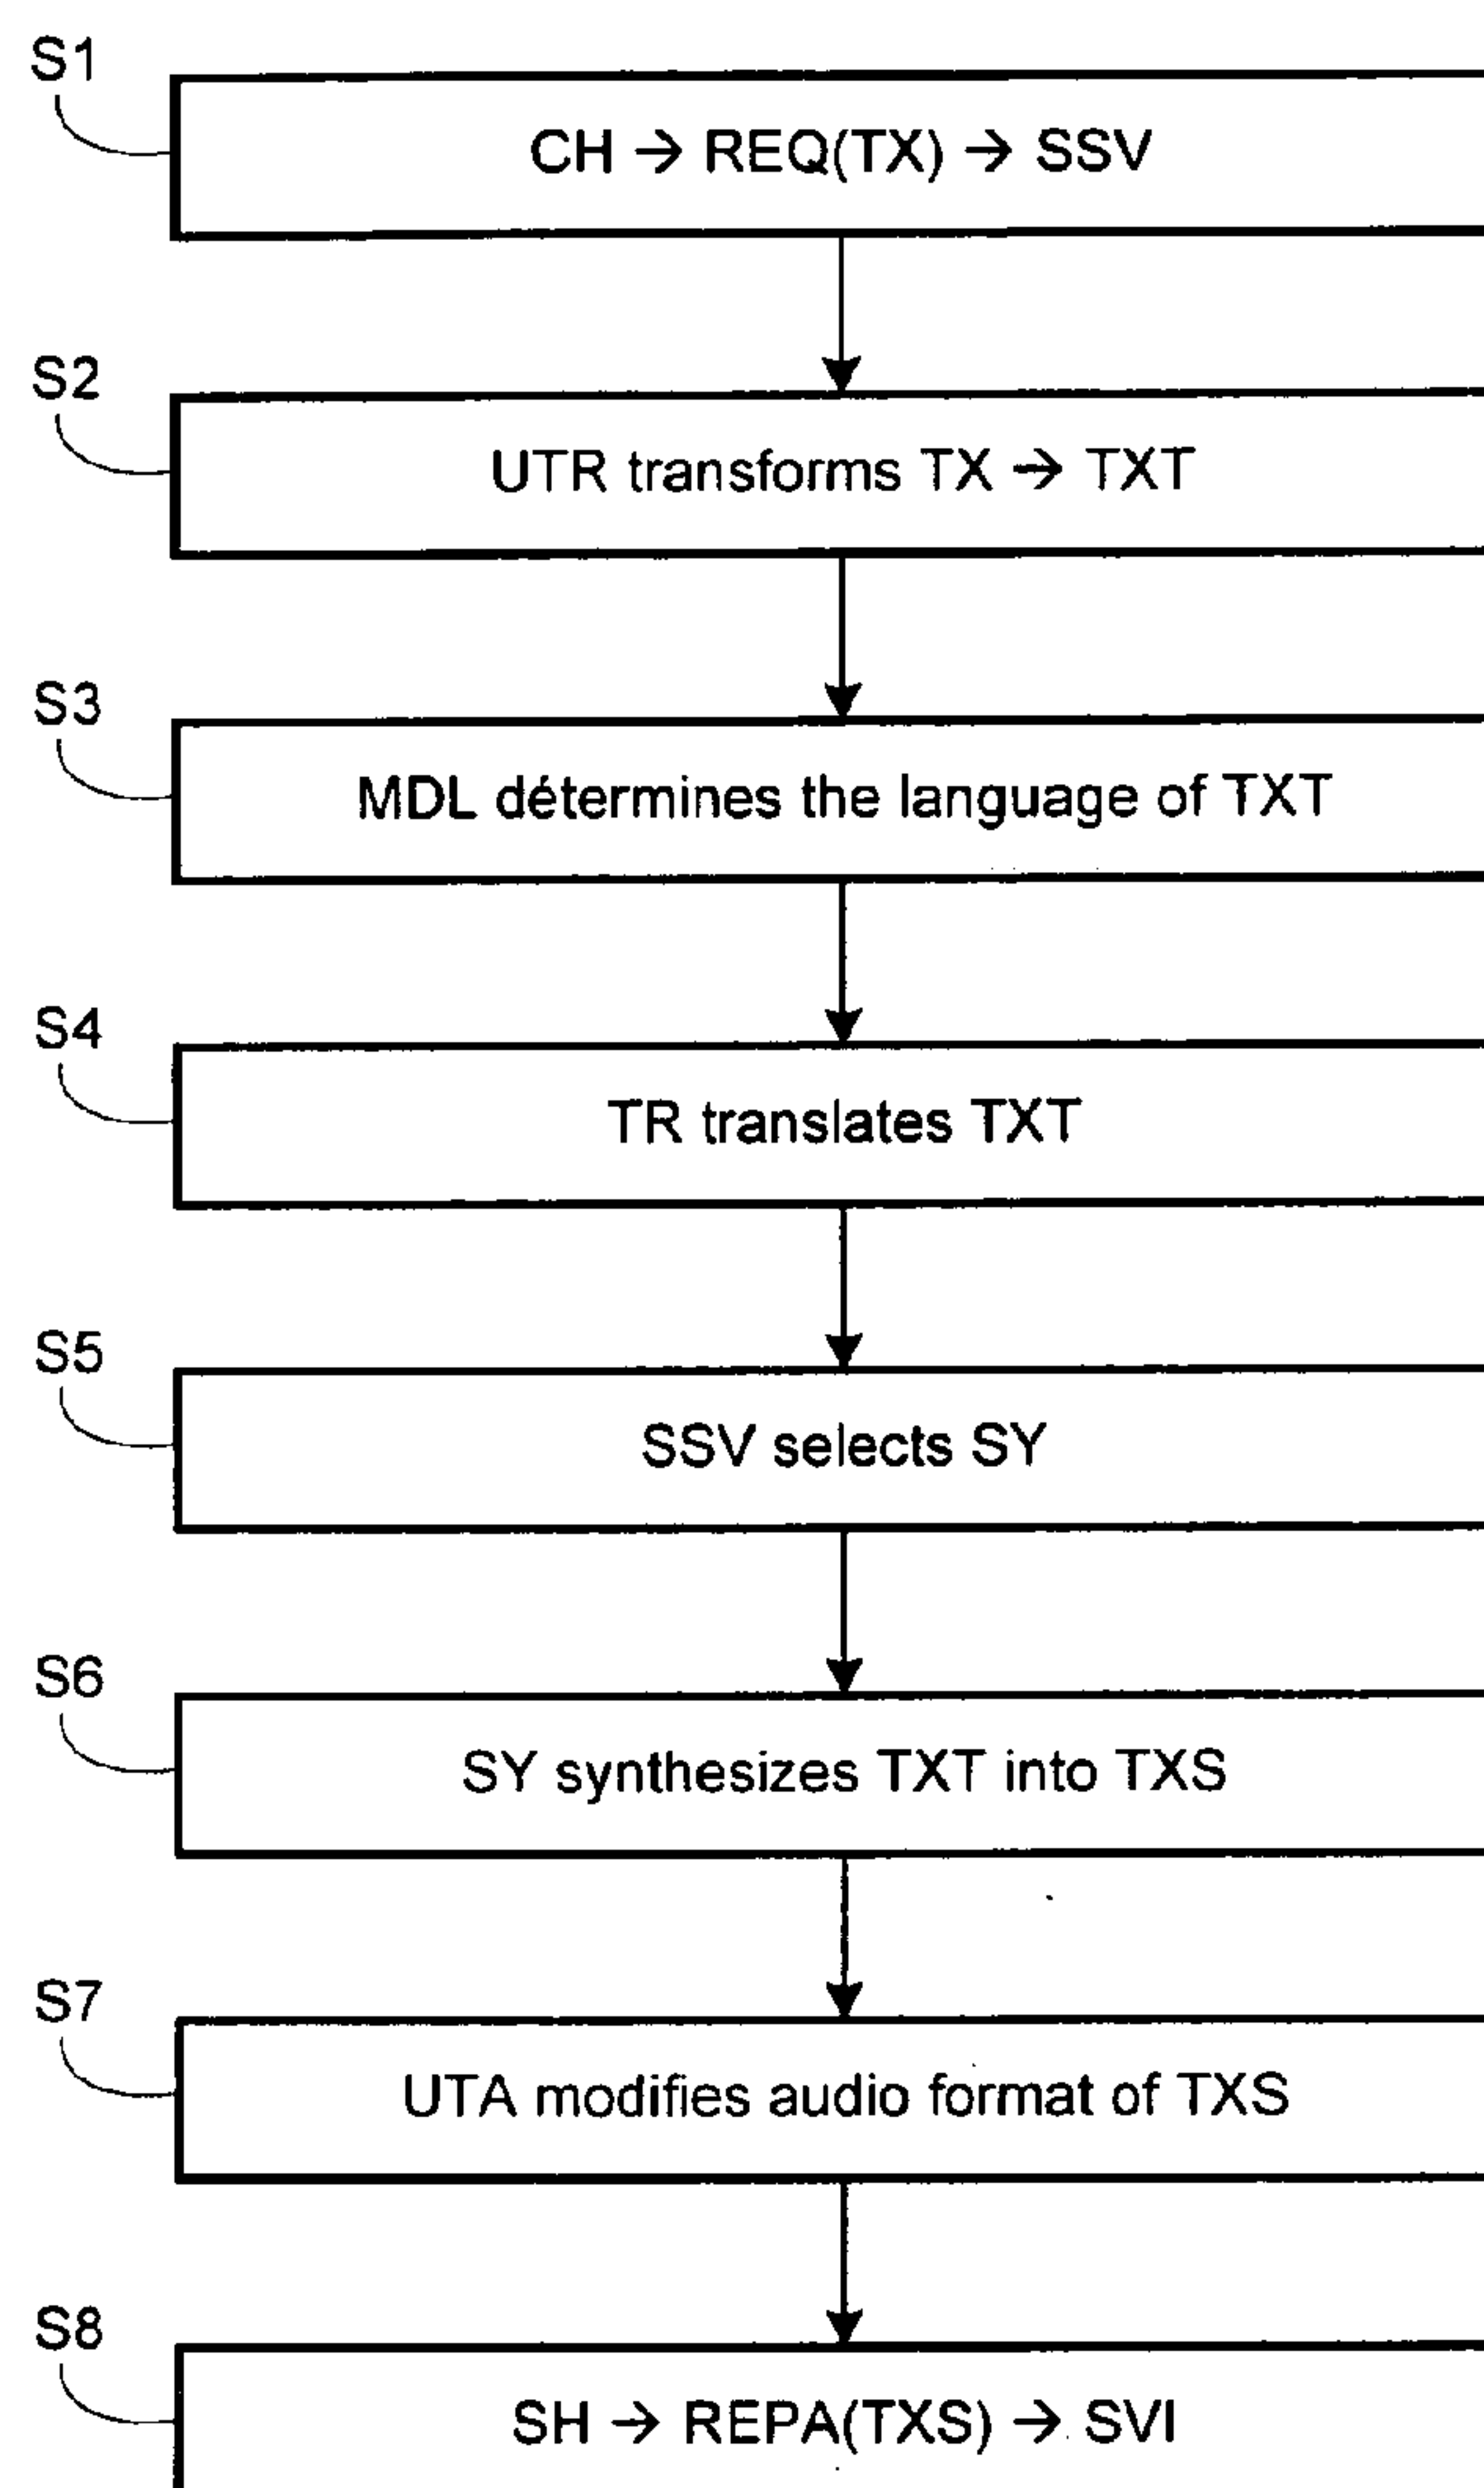 S1
CH → REQ(TX) → SSV
S2
UTR transforms TX → TXT
S3
MDL détermines the language of TXT
S4
TR translates TXT
S5
SSV selects SY
S6
SY synthesizes TXT into TXS
S7
UTA modifies audio format of TXS
S8
SH → REPA(TXS) → SVI